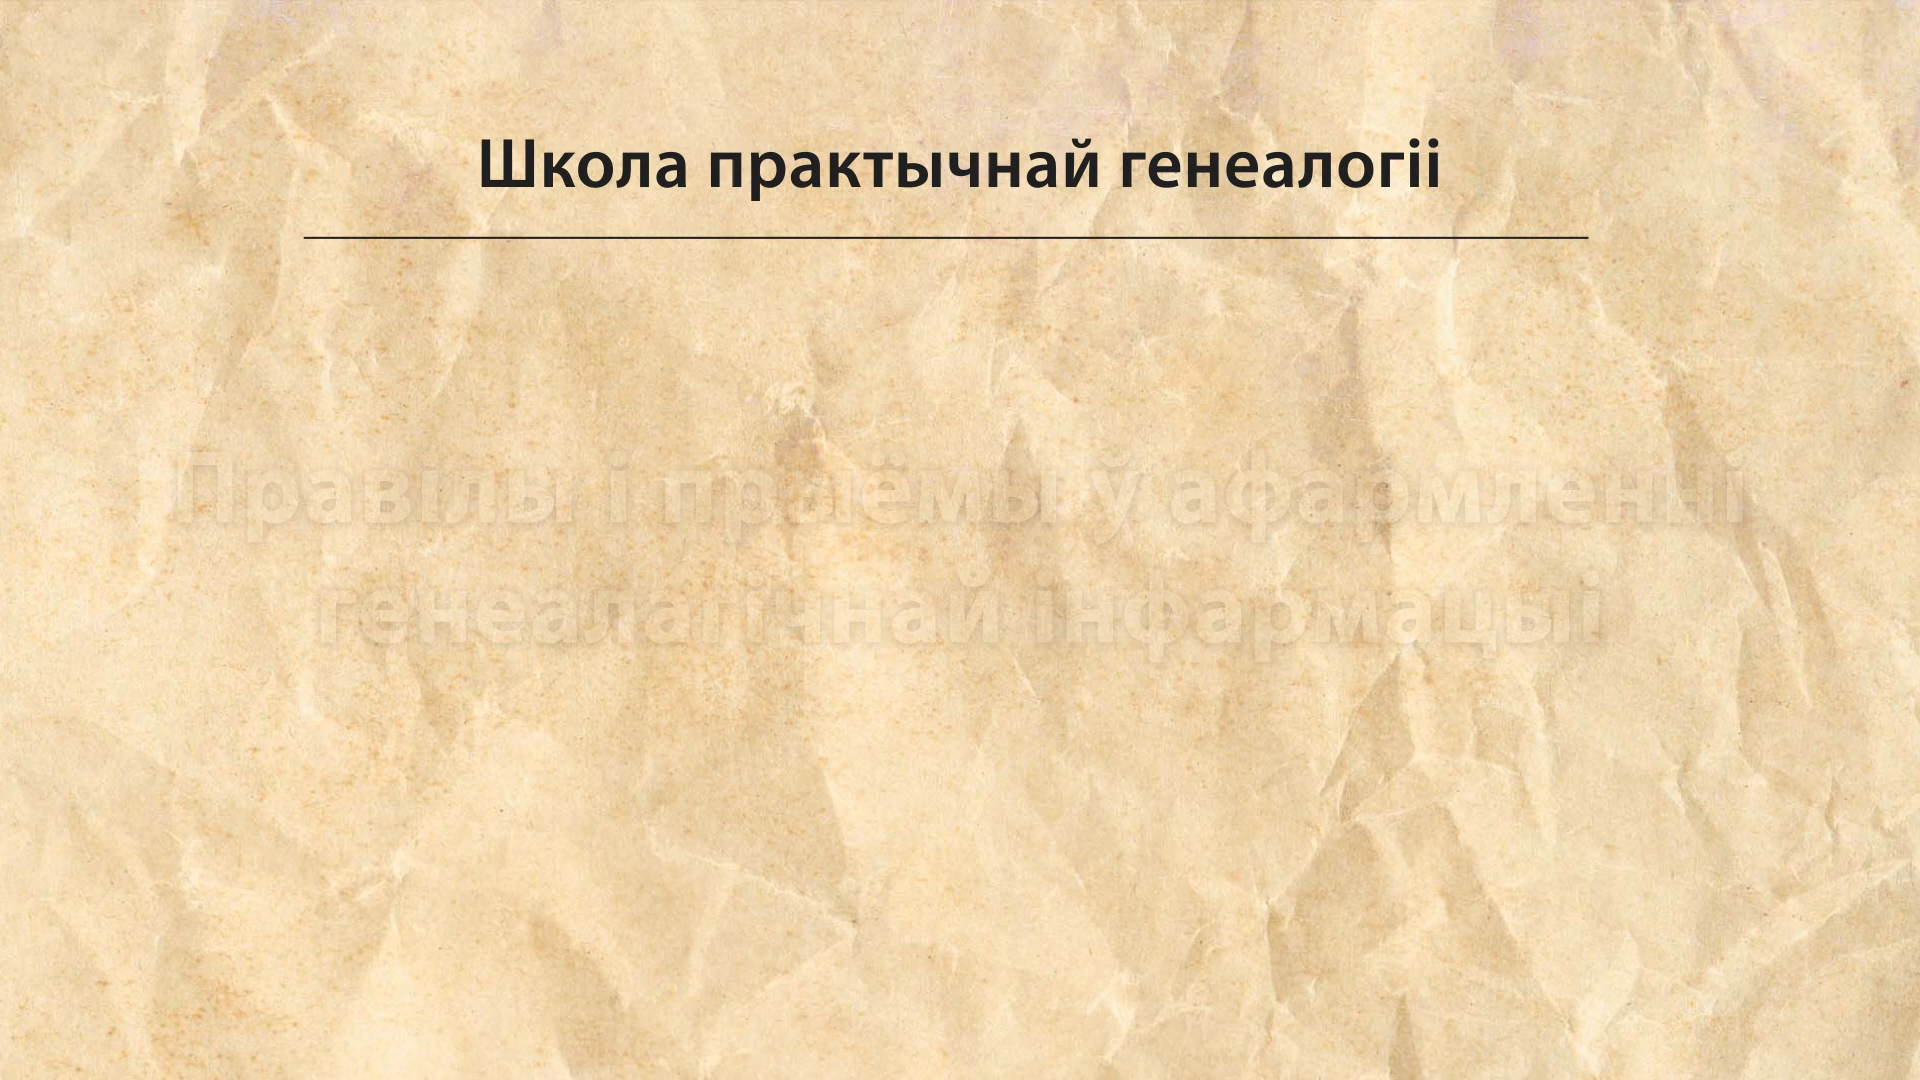 Школа практычнай генеалогіі
Правілы і прыёмы ў афармленні
генеалагічнай інфармацыі